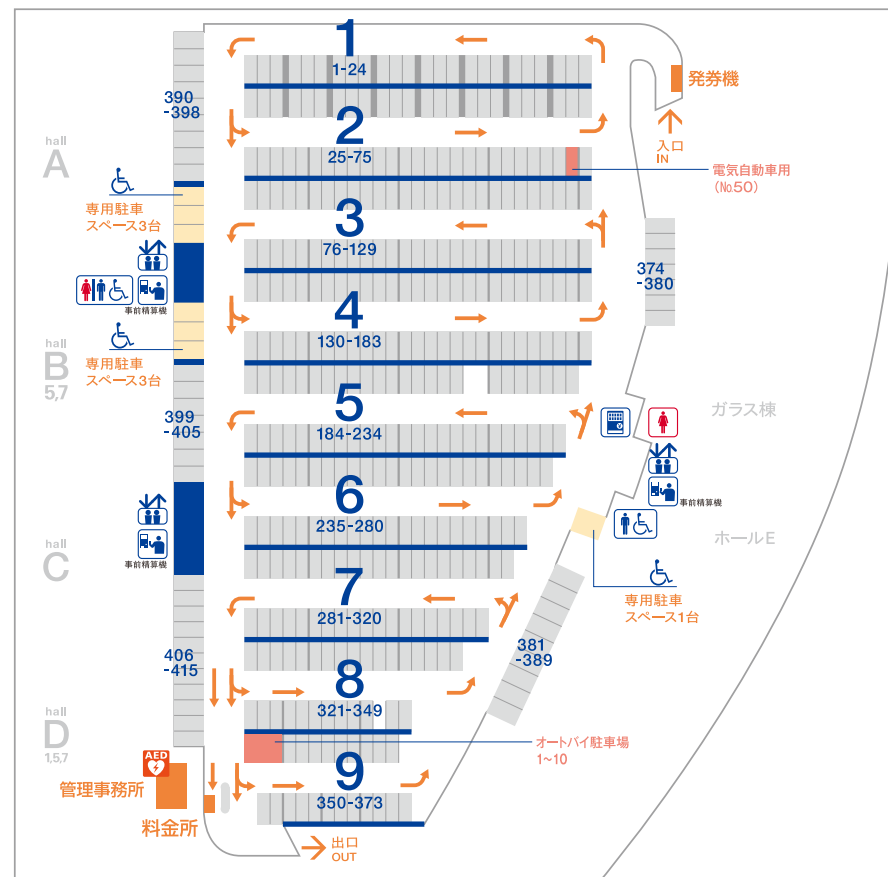 1
1-24
390
-398
発券機
入口
IN
hall
A
2
25-75
電気自動車用
(No.50)
専用駐車
スペース3台
3
76-129
374
-380
事前精算機
4
130-183
専用駐車
スペース3台
hall
B
5,7
5
184-234
399
-405
ガラス棟
事前精算機
6
235-280
ホールE
hall
C
事前精算機
専用駐車
スペース1台
7
281-320
381
-389
406
-415
8
321-349
hall
D
1,5,7
オートバイ駐車場
1~10
AED
管理事務所
9
350-373
料金所
出口
OUT